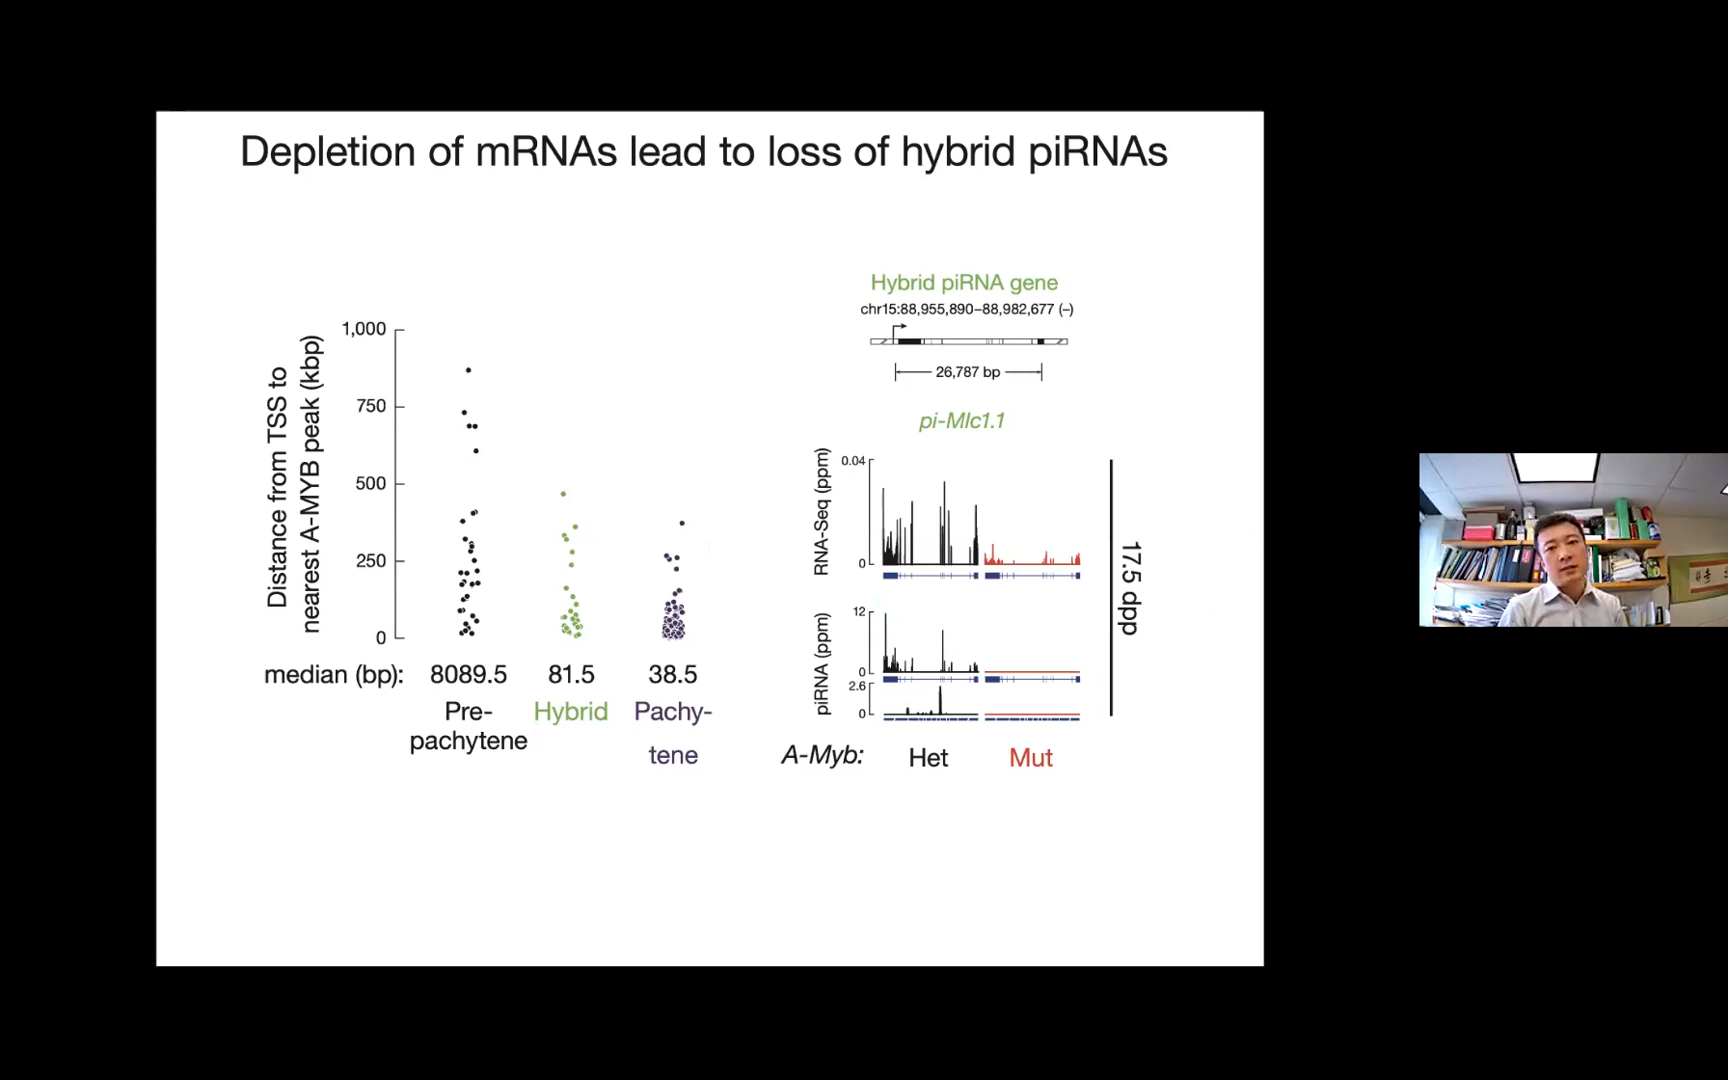 Depletion of mRNAs lead to loss of hybrid piRNAs
Distance from TSS to
nearest A-MYB peak (kbp)
1,000
750
500
250
0
median (bp): 8089.5 81.5 38.5
Pre-
pachytene
Hybrid
Pachy-
tene
Hybrid piRNA gene
chr15:88,955,890–88,982,677 (–)
26,787 bp
pi-Mlc1.1
RNA-Seq (ppm)
0.04
0
piRNA (ppm)
12
0
2.6
0
17.5 dpp
A-Myb: Het Mut